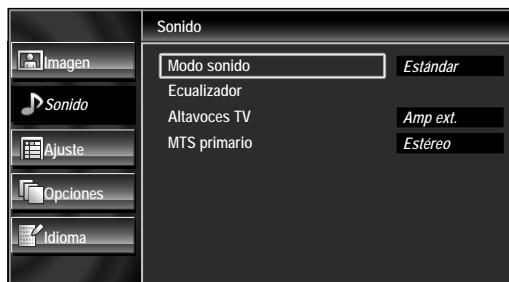 Sonido
Imagen
Sonido
Ajuste
Opciones
Idioma
Modo sonido Estándar
Ecualizador
Altavoces TV Amp ext.
MTS primario Estéreo